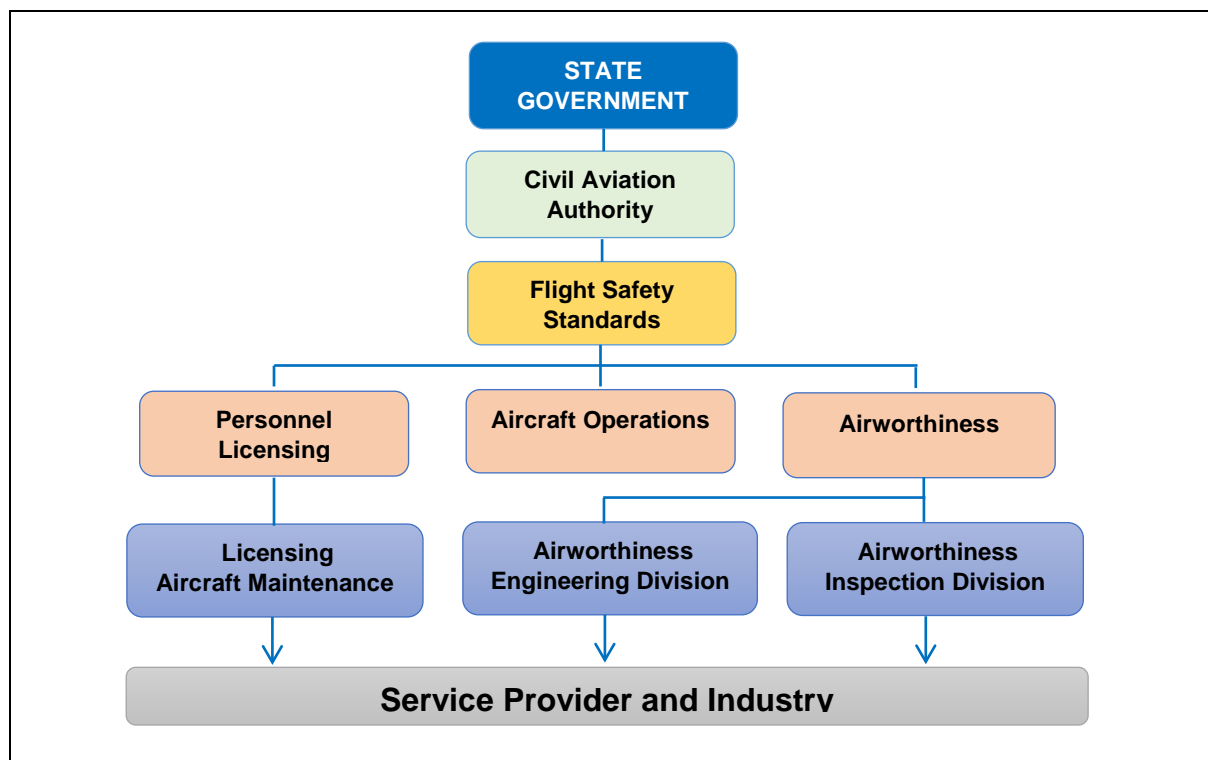 STATE
GOVERNMENT
Civil Aviation
Authority
Flight Safety
Standards
Personnel
Licensing
Aircraft Operations
Airworthiness
Licensing
Aircraft Maintenance
Airworthiness
Engineering Division
Airworthiness
Inspection Division
Service Provider and Industry